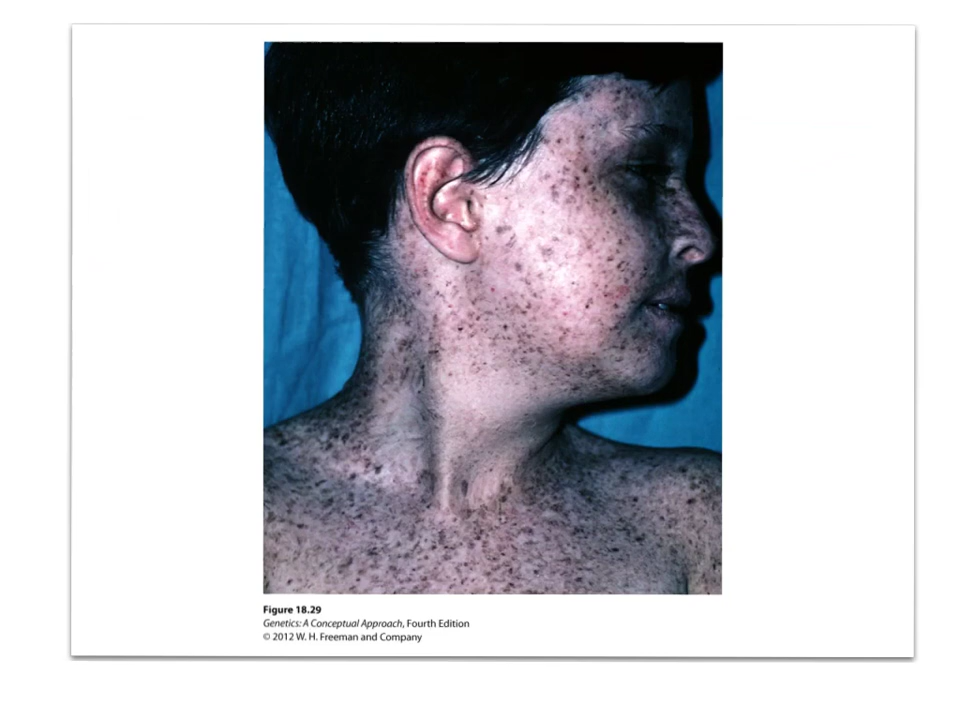 Figure 18.29
Genetics: A Conceptual Approach, Fourth Edition
© 2012 W. H. Freeman and Company